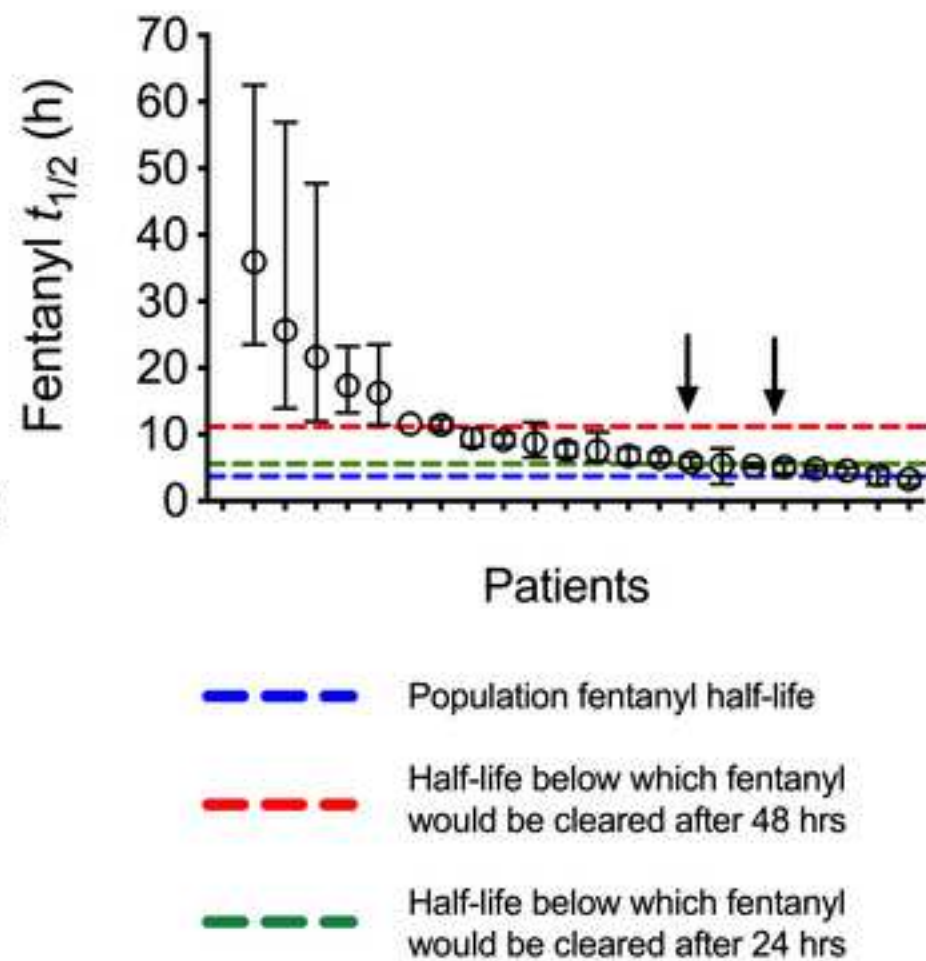 70
60
50
40
30
20
10
0
Fentanyl t1/2 (h)
Patients
Population fentanyl half-life
Half-life below which fentanyl
would be cleared after 48 hrs
Half-life below which fentanyl
would be cleared after 24 hrs